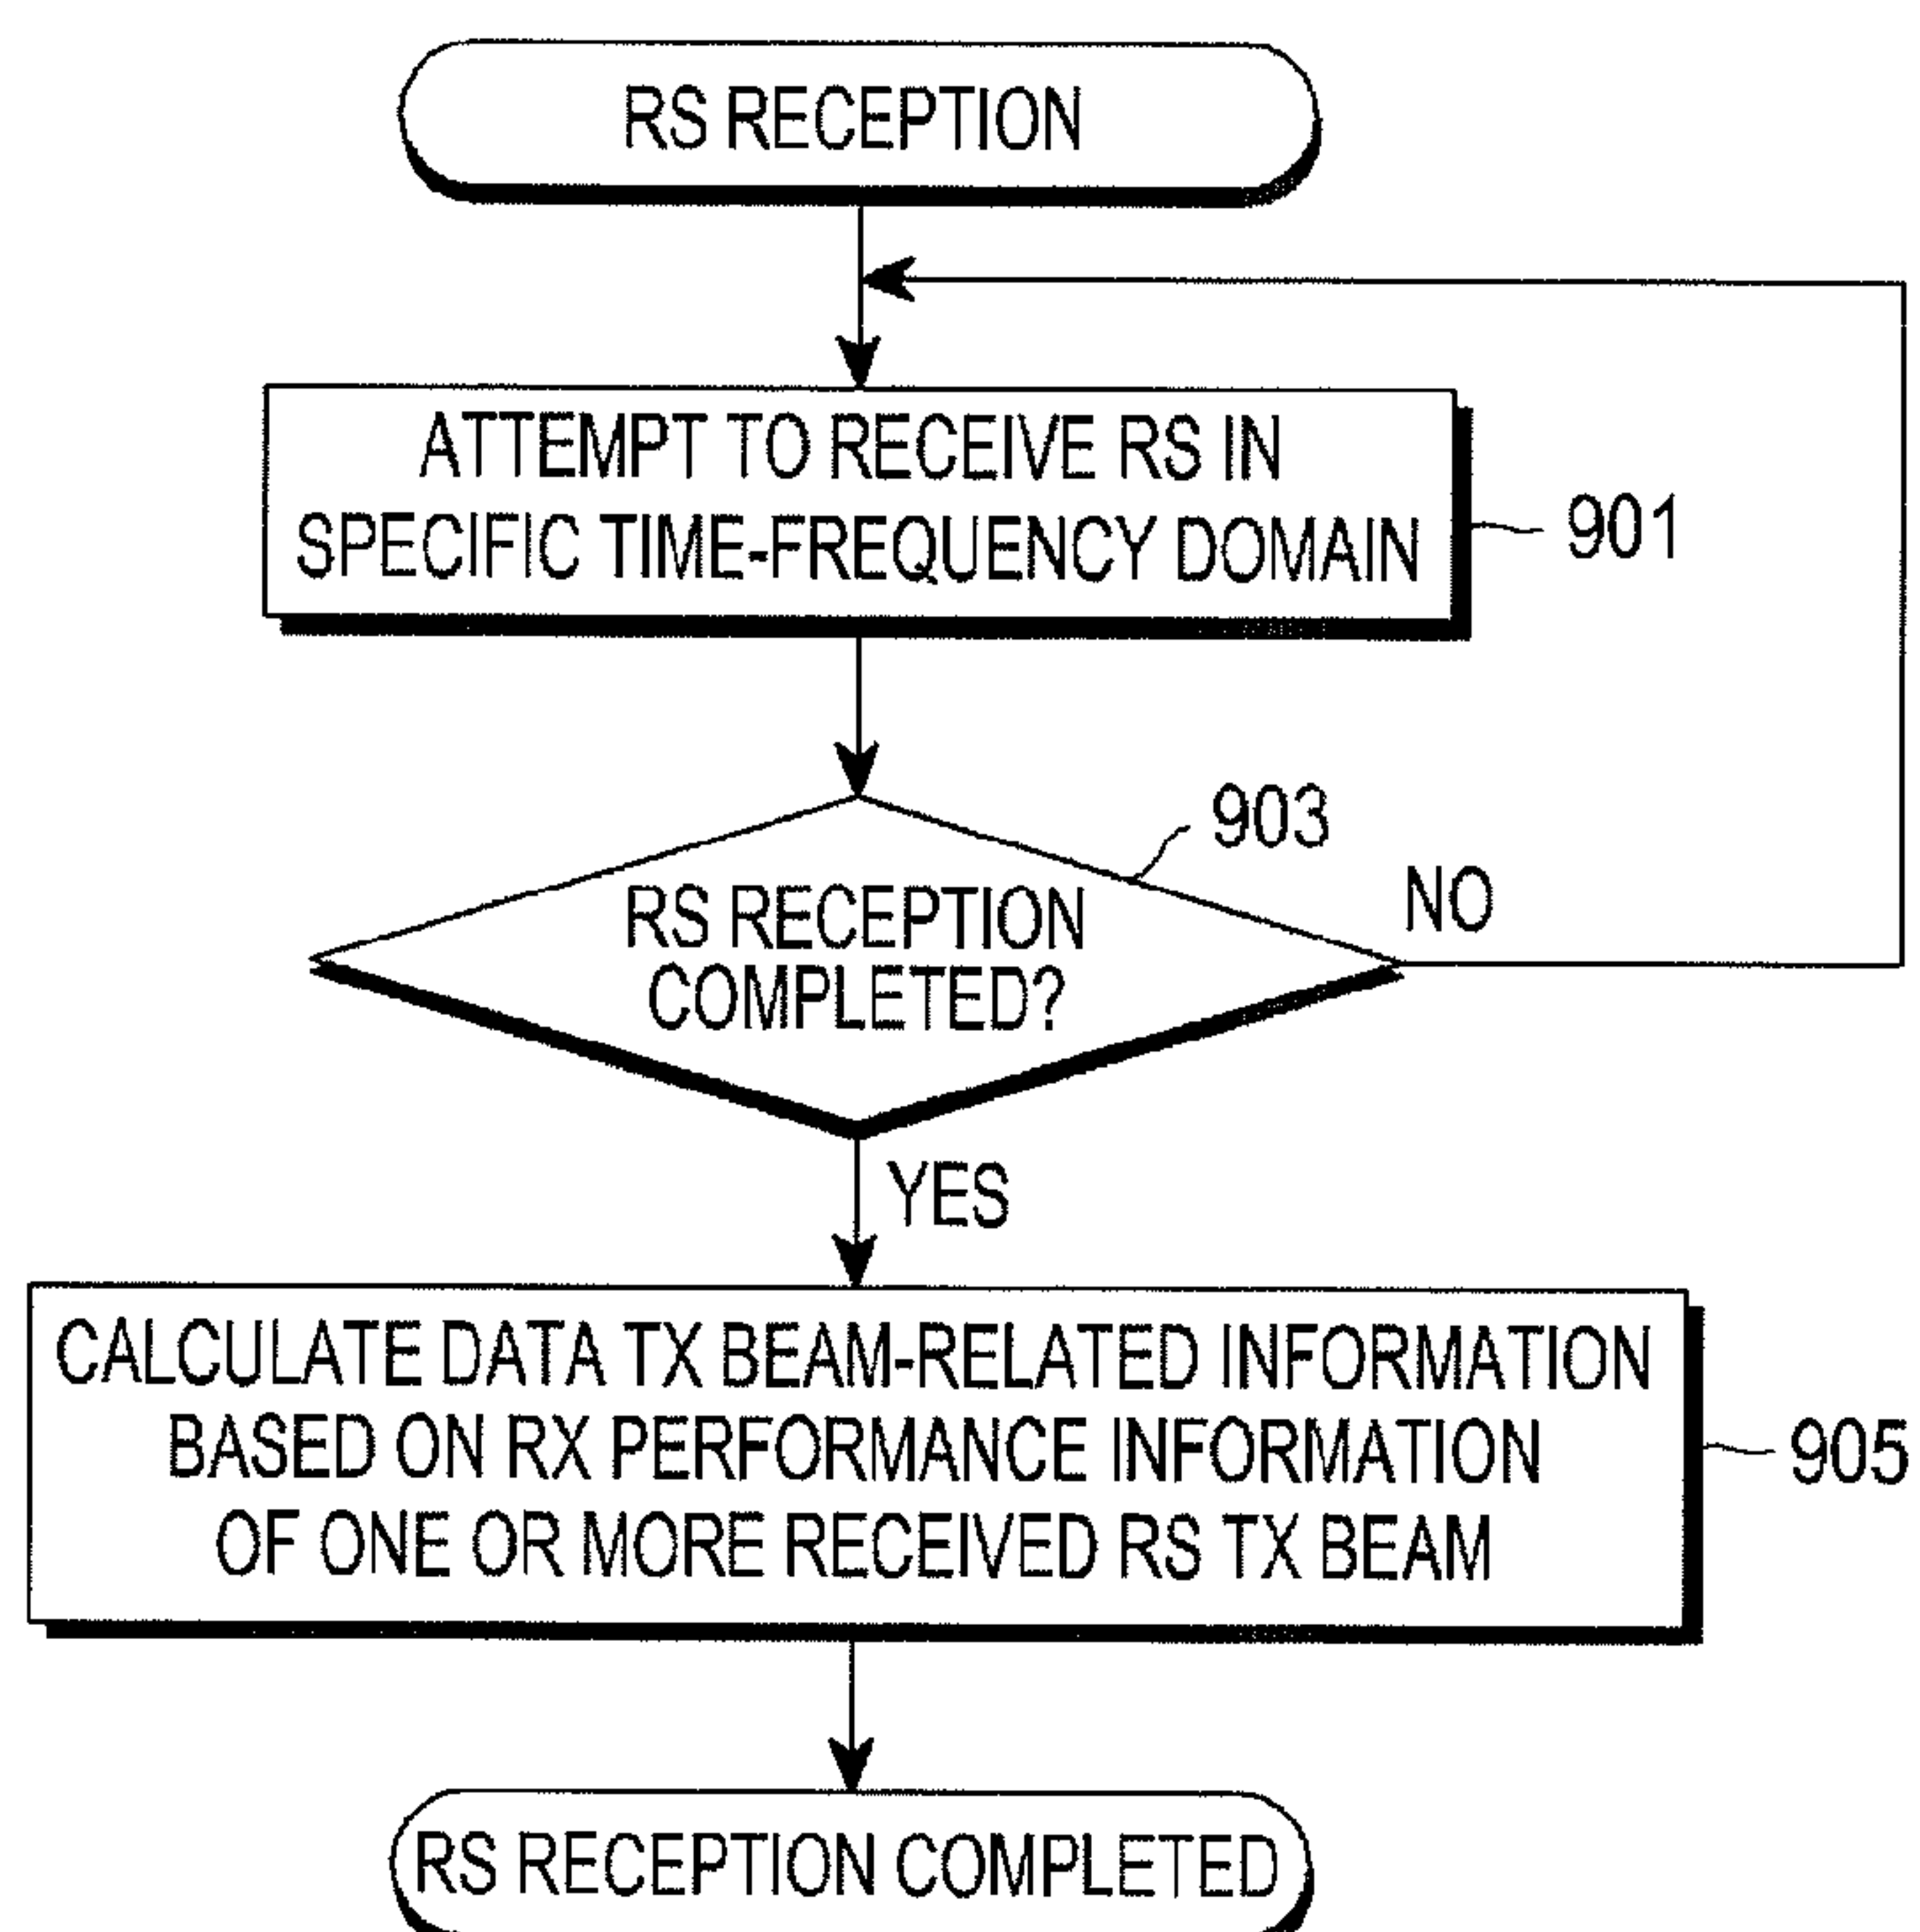 RS RECEPTION
ATTEMPT TO RECEIVE RS IN
SPECIFIC TIME-FREQUENCY DOMAIN
901
903
RS RECEPTION
COMPLETED?
NO
YES
CALCULATE DATA TX BEAM-RELATED INFORMATION
BASED ON RX PERFORMANCE INFORMATION
OF ONE OR MORE RECEIVED RS TX BEAM
905
RS RECEPTION COMPLETED